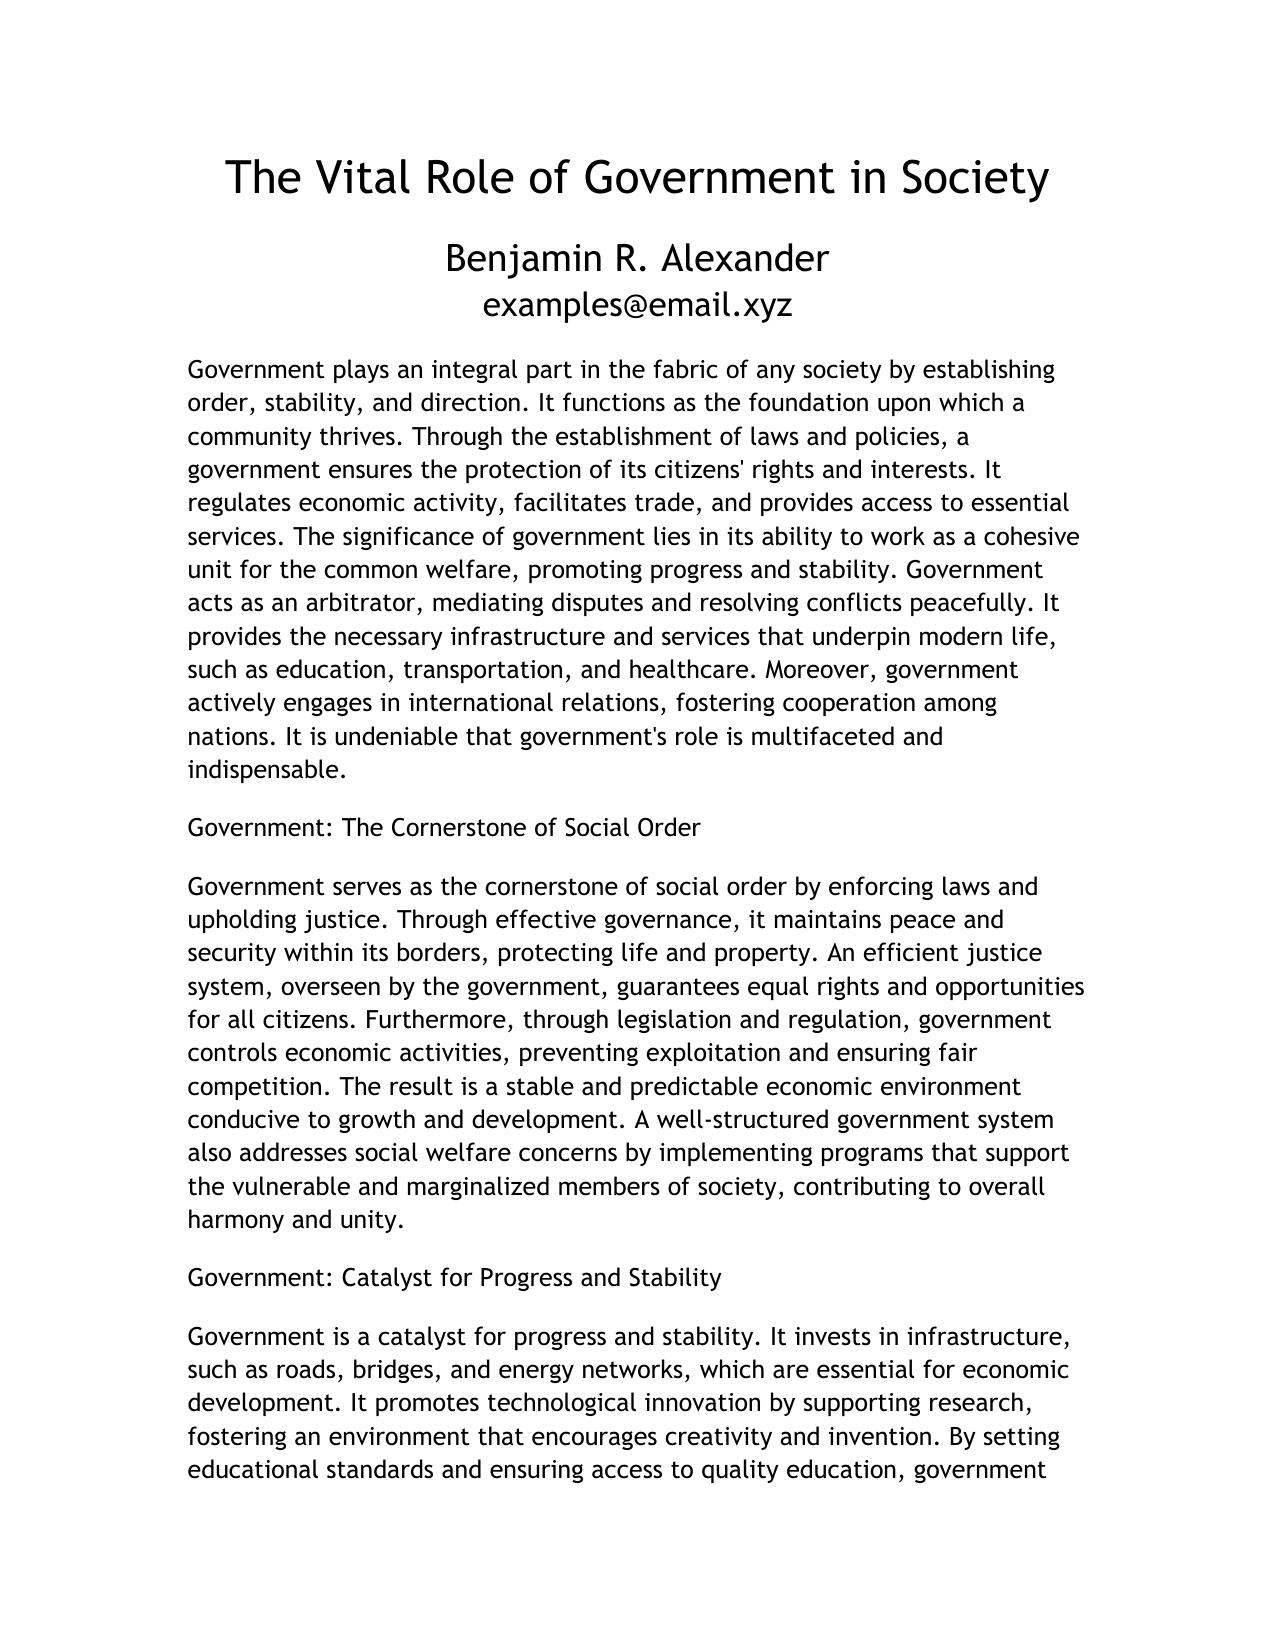 The Vital Role of Government in Society
Benjamin R. Alexander
examples@email.xyz
Government plays an integral part in the fabric of any society by establishing
order, stability, and direction. It functions as the foundation upon which a
community thrives. Through the establishment of laws and policies, a
government ensures the protection of its citizens' rights and interests. It
regulates economic activity, facilitates trade, and provides access to essential
services. The significance of government lies in its ability to work as a cohesive
unit for the common welfare, promoting progress and stability. Government
acts as an arbitrator, mediating disputes and resolving conflicts peacefully. It
provides the necessary infrastructure and services that underpin modern life,
such as education, transportation, and healthcare. Moreover, government
actively engages in international relations, fostering cooperation among
nations. It is undeniable that government's role is multifaceted and
indispensable.
Government: The Cornerstone of Social Order
Government serves as the cornerstone of social order by enforcing laws and
upholding justice. Through effective governance, it maintains peace and
security within its borders, protecting life and property. An efficient justice
system, overseen by the government, guarantees equal rights and opportunities
for all citizens. Furthermore, through legislation and regulation, government
controls economic activities, preventing exploitation and ensuring fair
competition. The result is a stable and predictable economic environment
conducive to growth and development. A well-structured government system
also addresses social welfare concerns by implementing programs that support
the vulnerable and marginalized members of society, contributing to overall
harmony and unity.
Government: Catalyst for Progress and Stability
Government is a catalyst for progress and stability. It invests in infrastructure,
such as roads, bridges, and energy networks, which are essential for economic
development. It promotes technological innovation by supporting research,
fostering an environment that encourages creativity and invention. By setting
educational standards and ensuring access to quality education, government